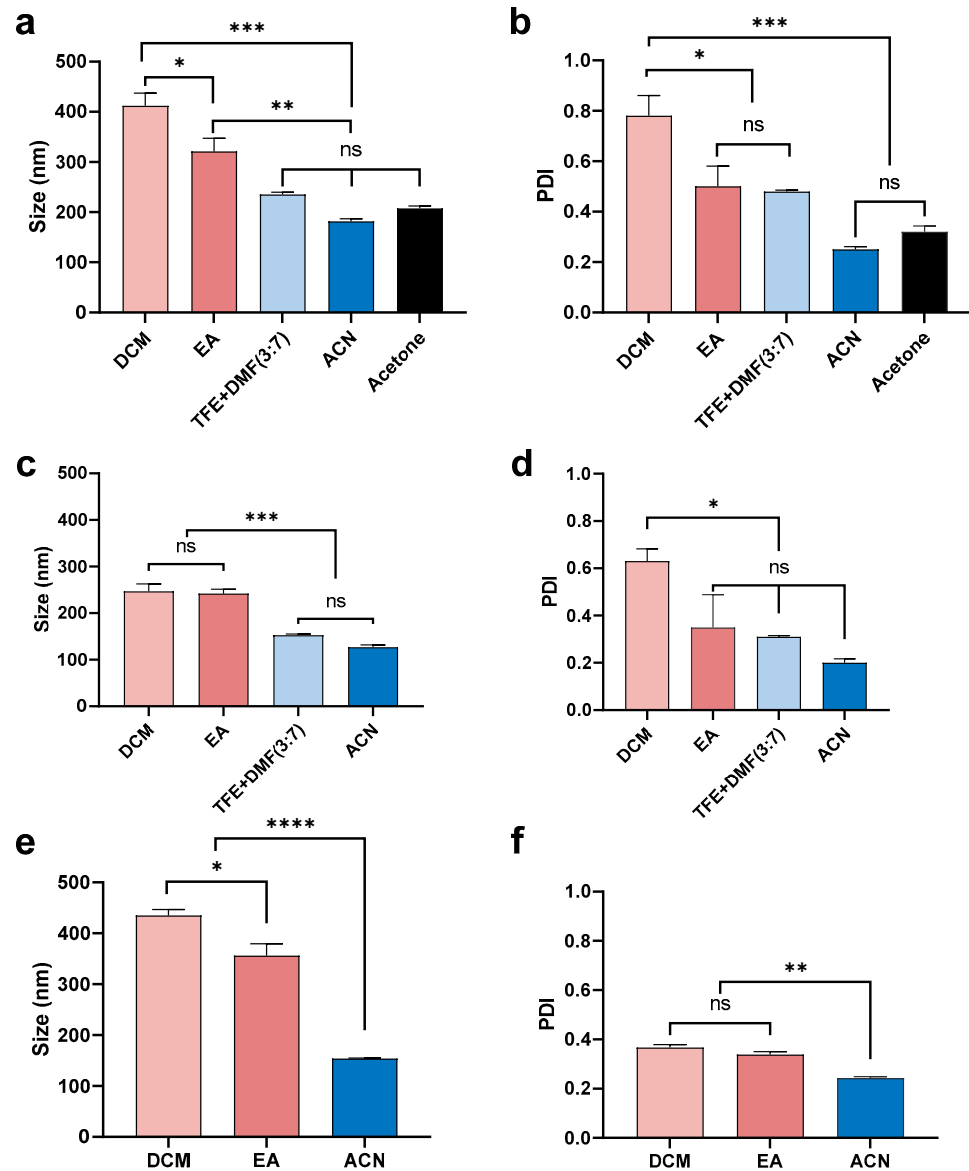 a
***
*
**
ns
Size (nm)
500
400
300
200
100
0
DCM
EA
TFE+DMF(3:7)
ACN
Acetone
b
***
*
ns
ns
PDI
1.0
0.8
0.6
0.4
0.2
0.0
DCM
EA
TFE+DMF(3:7)
ACN
Acetone
c
***
ns
ns
Size (nm)
500
400
300
200
100
0
DCM
EA
TFE+DMF(3:7)
ACN
d
*
ns
PDI
1.0
0.8
0.6
0.4
0.2
0.0
DCM
EA
TFE+DMF(3:7)
ACN
e
****
*
Size (nm)
500
400
300
200
100
0
DCM
EA
ACN
f
**
ns
PDI
1.0
0.8
0.6
0.4
0.2
0.0
DCM
EA
ACN